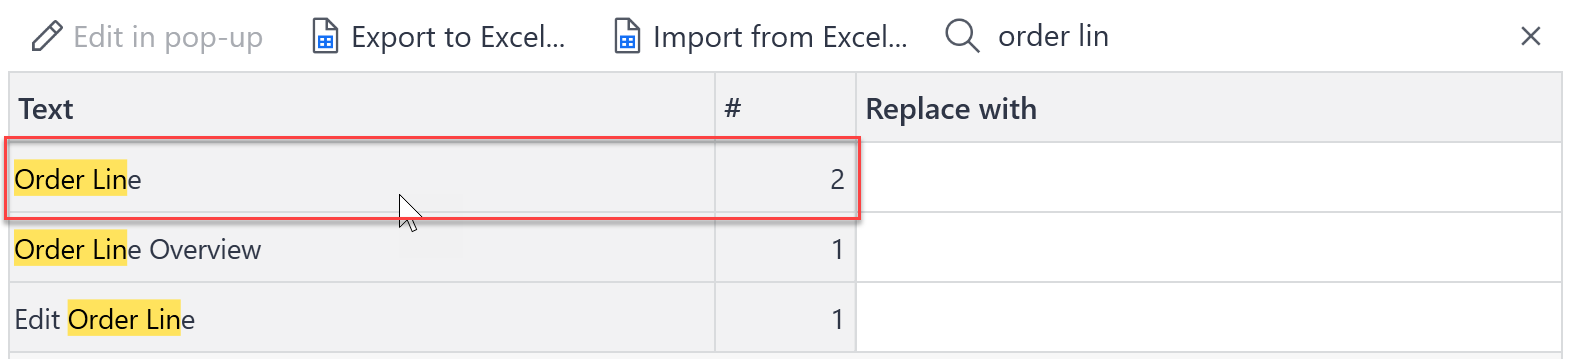 Edit in pop-up Export to Excel... Import from Excel... order lin
Text # Replace with
Order Line 2
Order Line Overview 1
Edit Order Line 1